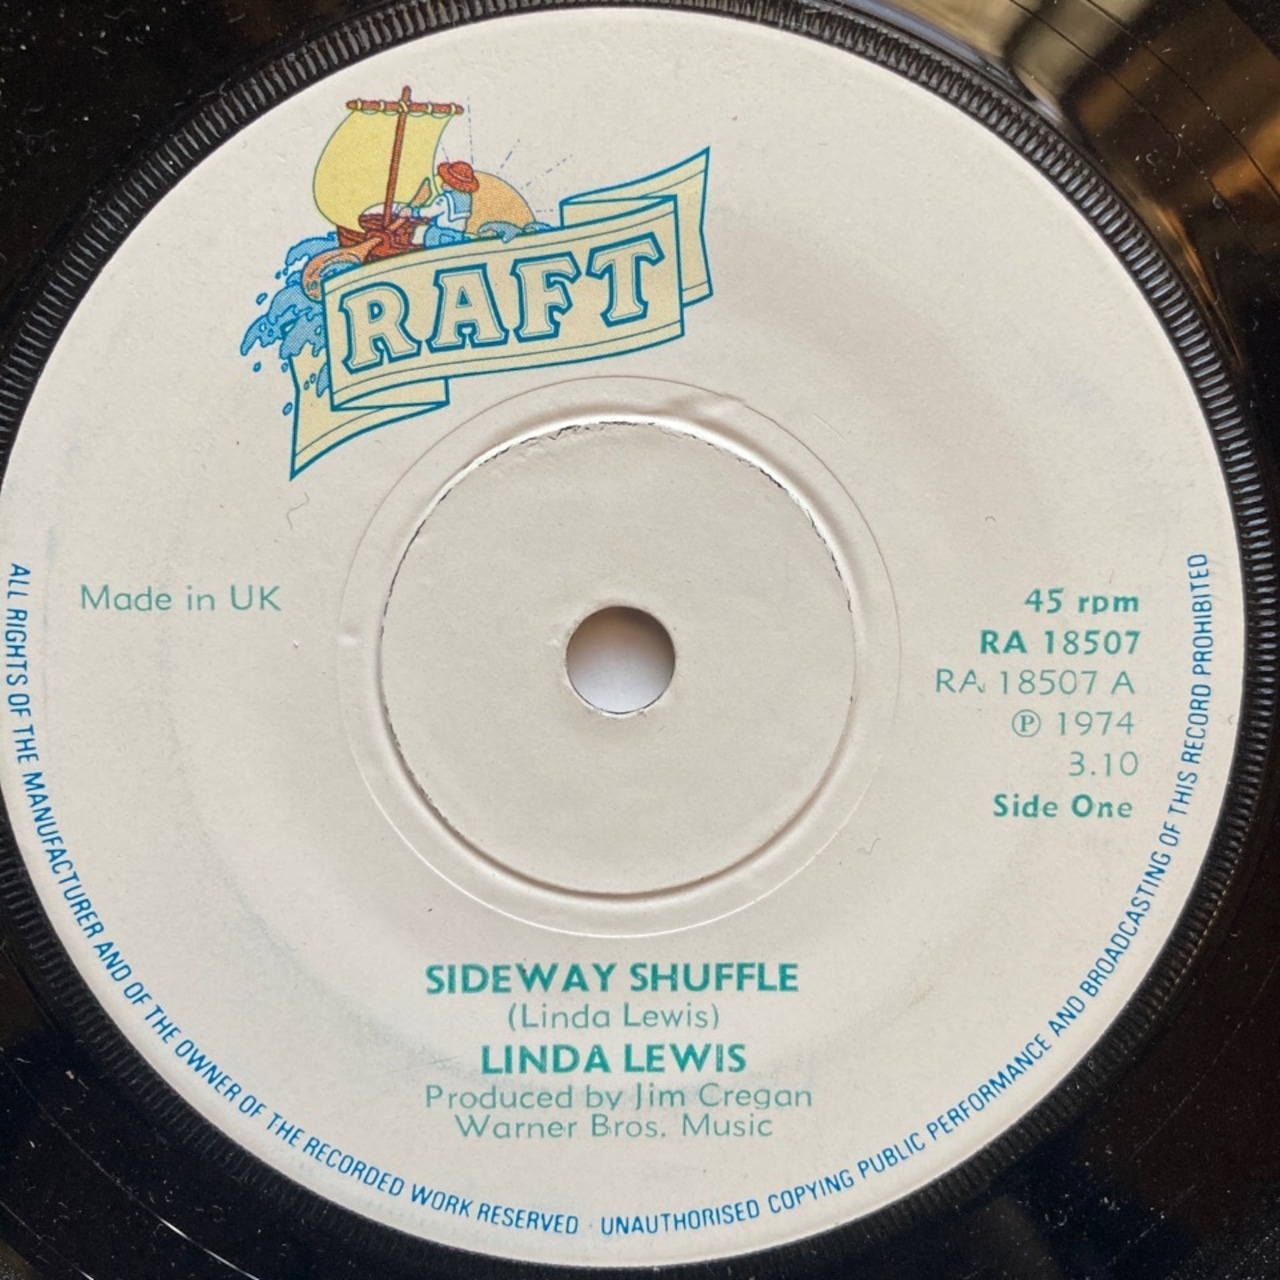 RAFT
Made in UK
45 rpm
RA 18507
RA 18507 A
℗ 1974
3.10
Side One
SIDEWAY SHUFFLE
(Linda Lewis)
LINDA LEWIS
Produced by Jim Cregan
Warner Bros. Music
ALL RIGHTS OF THE MANUFACTURER AND OF THE OWNER OF THE RECORDED WORK RESERVED · UNAUTHORISED COPYING PUBLIC PERFORMANCE AND BROADCASTING OF THIS RECORD PROHIBITED